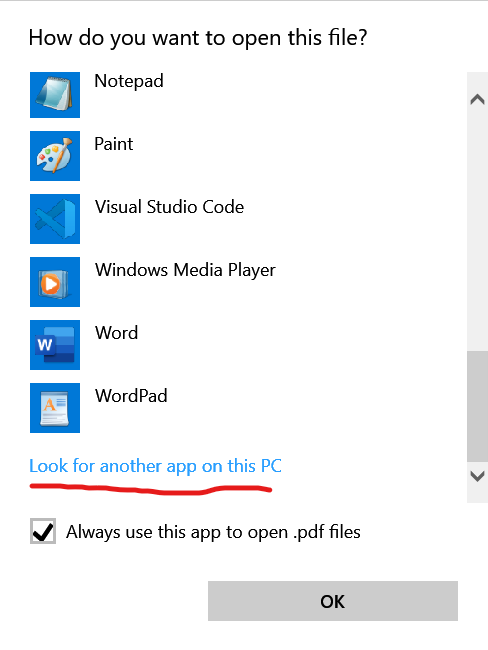 How do you want to open this file?
Notepad
Paint
Visual Studio Code
Windows Media Player
W
Word
A
WordPad
Look for another app on this PC
Always use this app to open .pdf files
OK